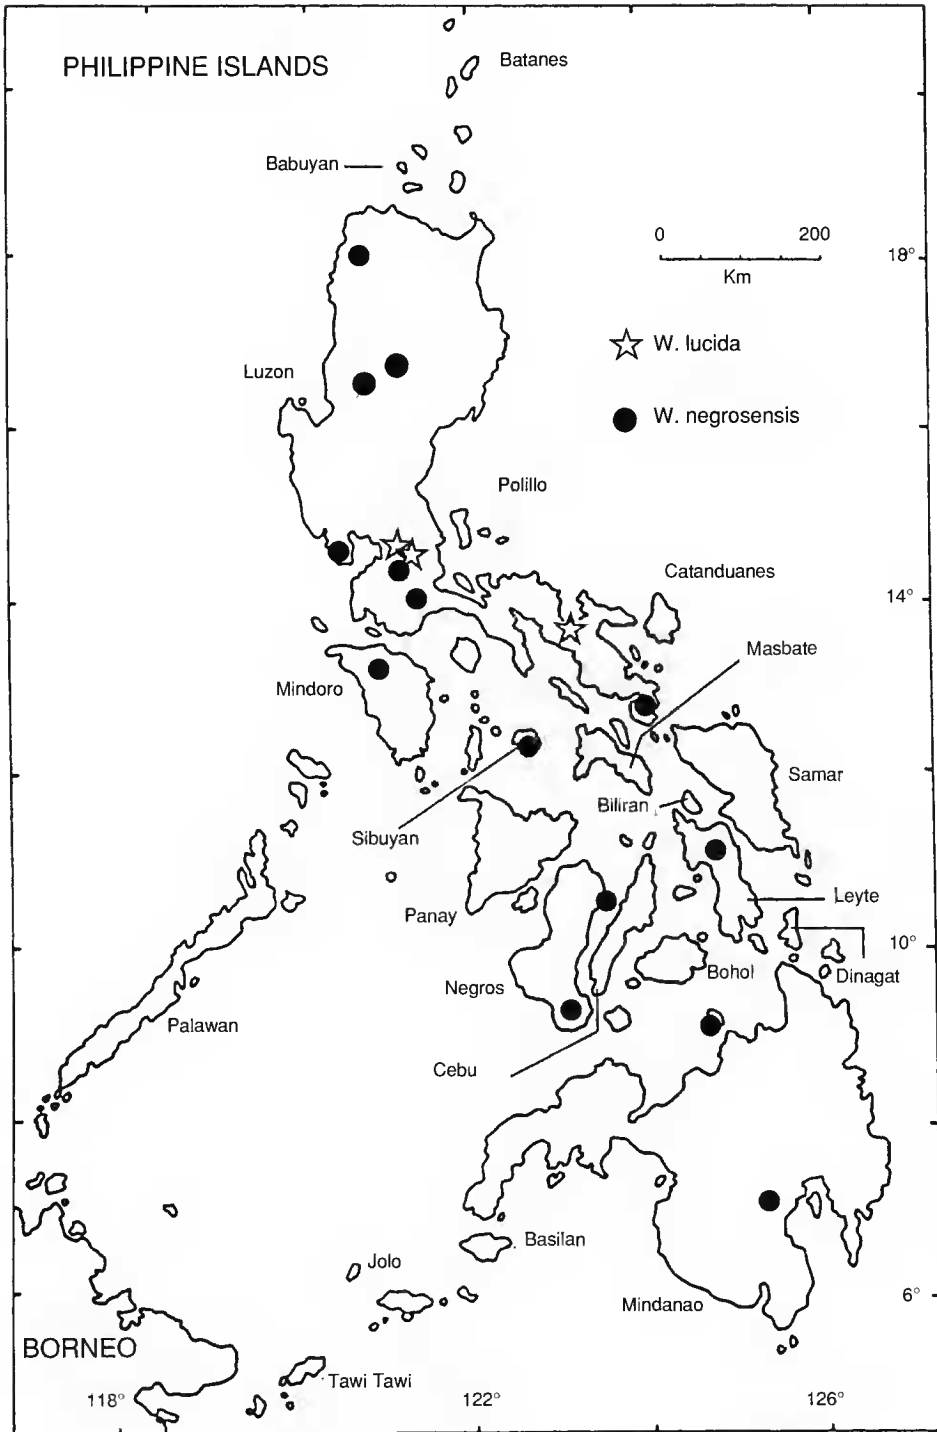 PHILIPPINE ISLANDS
Batanes
Babuyan
0 200
Km
18°
W. lucida
Luzon
W. negrosensis
Polillo
Catanduanes
14°
Masbate
Mindoro
Samar
Biliran
Sibuyan
Leyte
Panay
10°
Bohol
Dinagat
Negros
Palawan
Cebu
Basilan
Jolo
Mindanao
6°
BORNEO
Tawi Tawi
118° 122° 126°